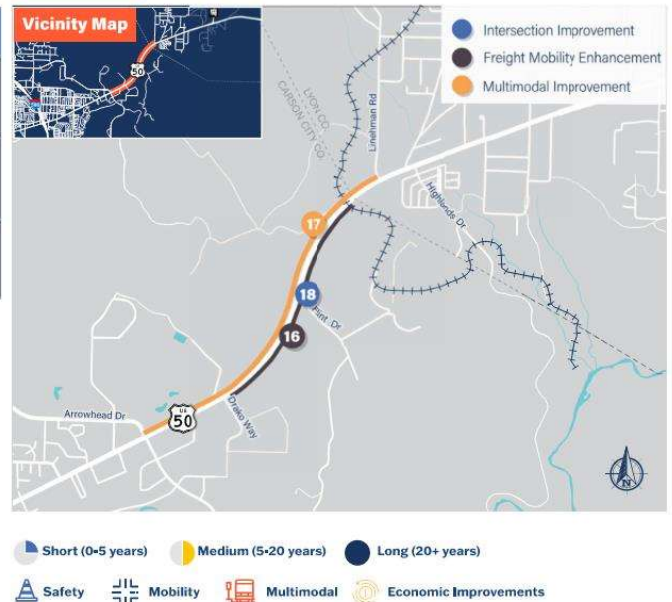 Vicinity Map
50
Intersection Improvement
Freight Mobility Enhancement
Multimodal Improvement
LYON CO.
CARSON CITY CO.
Linehman Rd
Highlands Dr
17
18
Flint Dr
16
Drako Way
Arrowhead Dr
US
50
N
Short (0-5 years)
Medium (5-20 years)
Long (20+ years)
Safety
Mobility
Multimodal
Economic Improvements